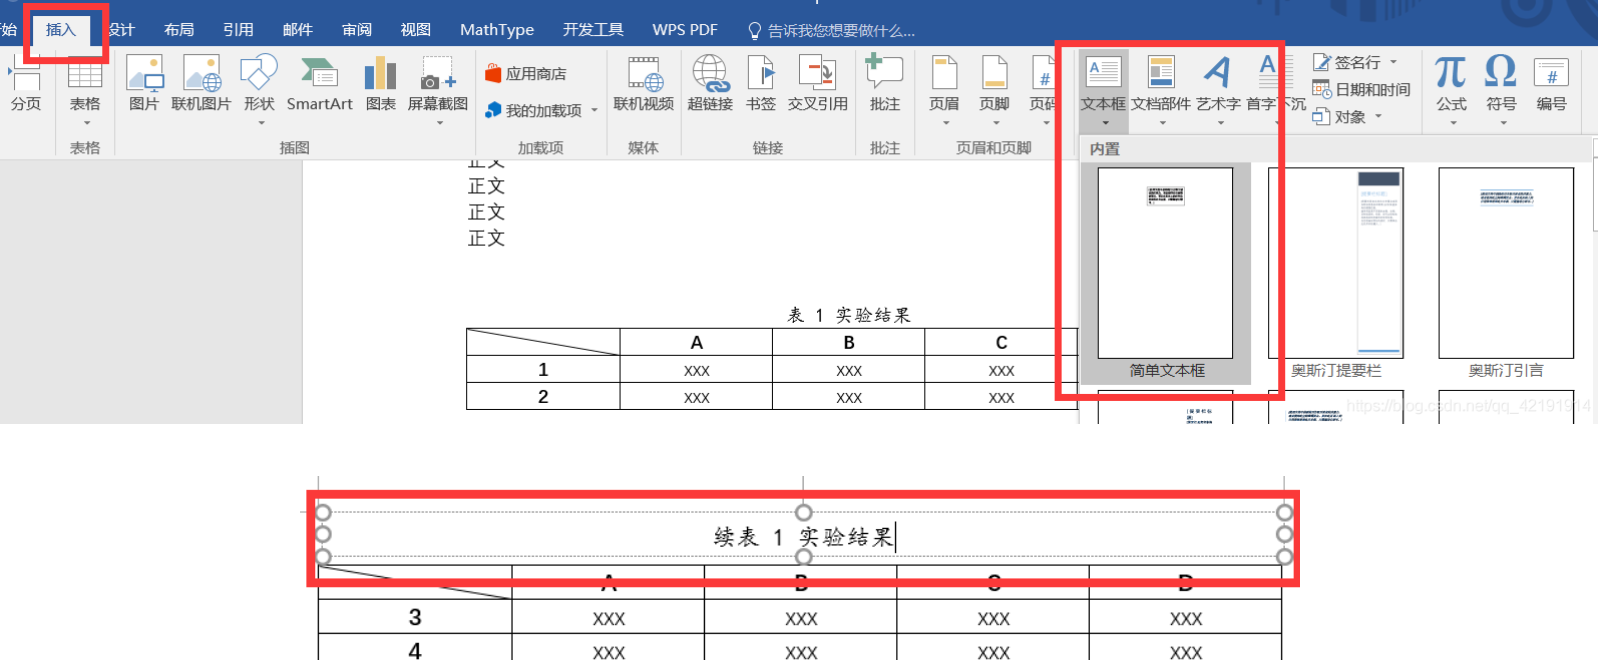 始 插入 设计 布局 引用 邮件 审阅 视图 MathType 开发工具 WPS PDF 告诉我您想要做什么...
分页 表格 图片 联机图片 形状 SmartArt 图表 屏幕截图 应用商店 我的加载项 联机视频 超链接 书签 交叉引用 批注 页眉 页脚 页码 文本框 文档部件 艺术字 首字下沉 签名行 日期和时间 对象 公式 符号 编号
表格 插图 加载项 媒体 链接 批注 页眉和页脚
内置
正文
正文
正文
正文
简单文本框 奥斯汀提要栏 奥斯汀引言
表 1 实验结果
A B C
1 XXX XXX XXX
2 XXX XXX XXX
https://blog.csdn.net/qq_42191914
续表 1 实验结果
A B C D
3 XXX XXX XXX XXX
4 XXX XXX XXX XXX